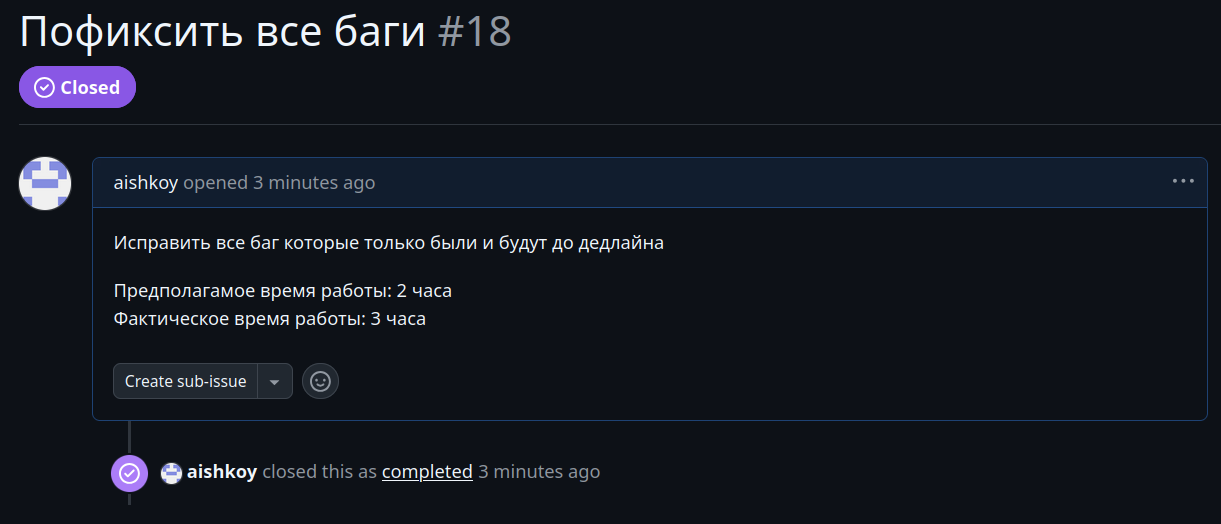 Пофиксить все баги #18
Closed
aishkoy opened 3 minutes ago
Исправить все баг которые только были и будут до дедлайна
Предполагамое время работы: 2 часа
Фактическое время работы: 3 часа
Create sub-issue
aishkoy closed this as completed 3 minutes ago